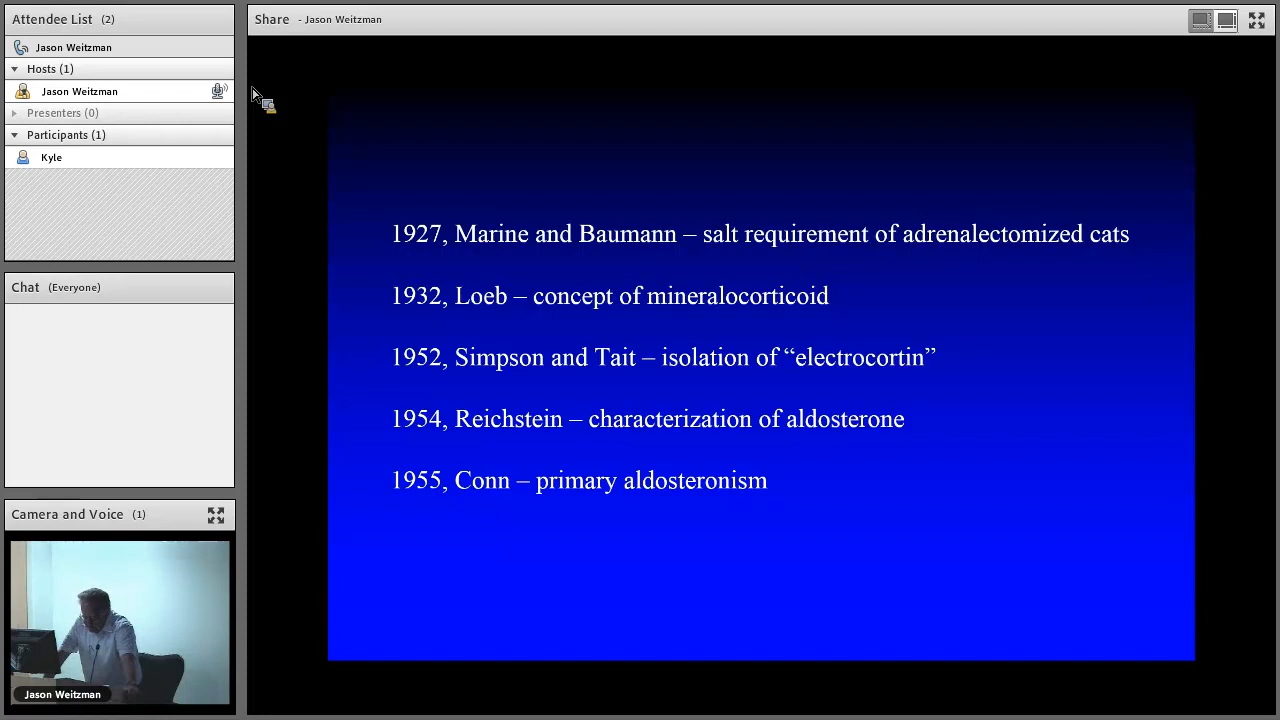 Attendee List (2)
Jason Weitzman
Hosts (1)
Jason Weitzman
Presenters (0)
Participants (1)
Kyle
Chat (Everyone)
Camera and Voice (1)
Jason Weitzman
Share - Jason Weitzman
1927, Marine and Baumann – salt requirement of adrenalectomized cats
1932, Loeb – concept of mineralocorticoid
1952, Simpson and Tait – isolation of “electrocortin”
1954, Reichstein – characterization of aldosterone
1955, Conn – primary aldosteronism